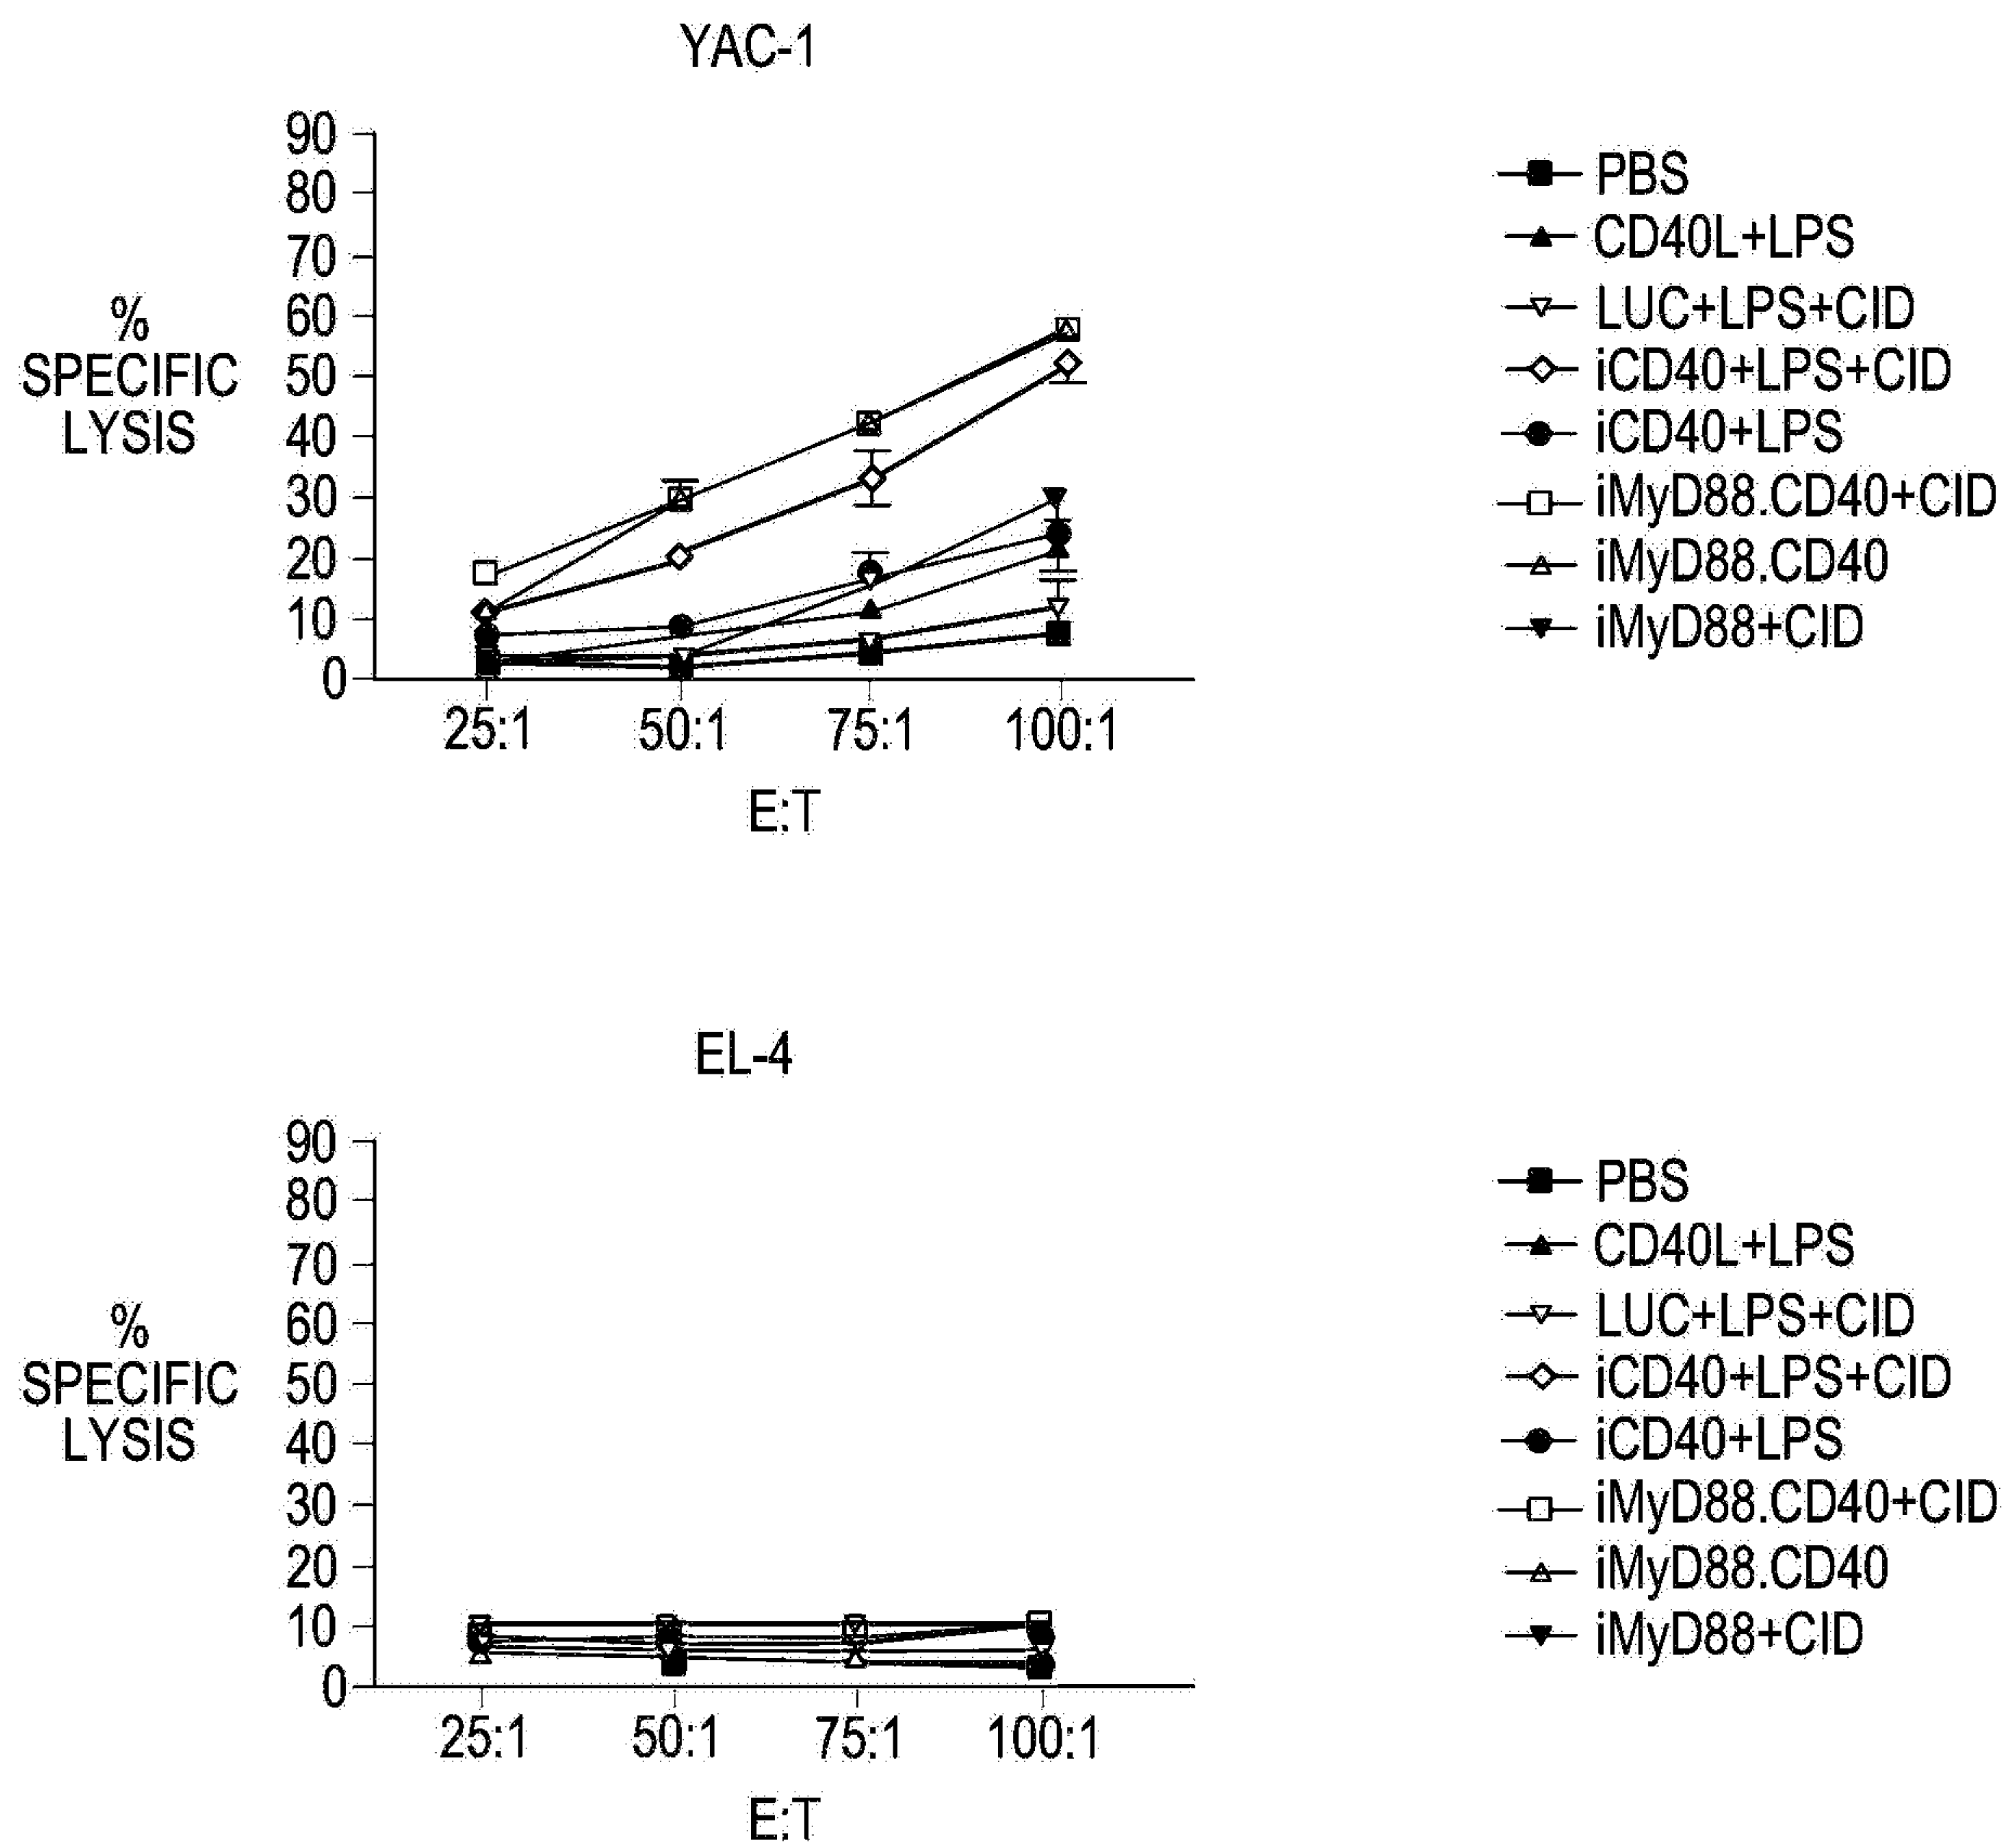 YAC-1
90
80
70
60
50
40
30
20
10
0
%
SPECIFIC
LYSIS
25:1 50:1 75:1 100:1
E:T
PBS
CD40L+LPS
LUC+LPS+CID
iCD40+LPS+CID
iCD40+LPS
iMyD88.CD40+CID
iMyD88.CD40
iMyD88+CID
EL-4
90
80
70
60
50
40
30
20
10
0
%
SPECIFIC
LYSIS
25:1 50:1 75:1 100:1
E:T
PBS
CD40L+LPS
LUC+LPS+CID
iCD40+LPS+CID
iCD40+LPS
iMyD88.CD40+CID
iMyD88.CD40
iMyD88+CID